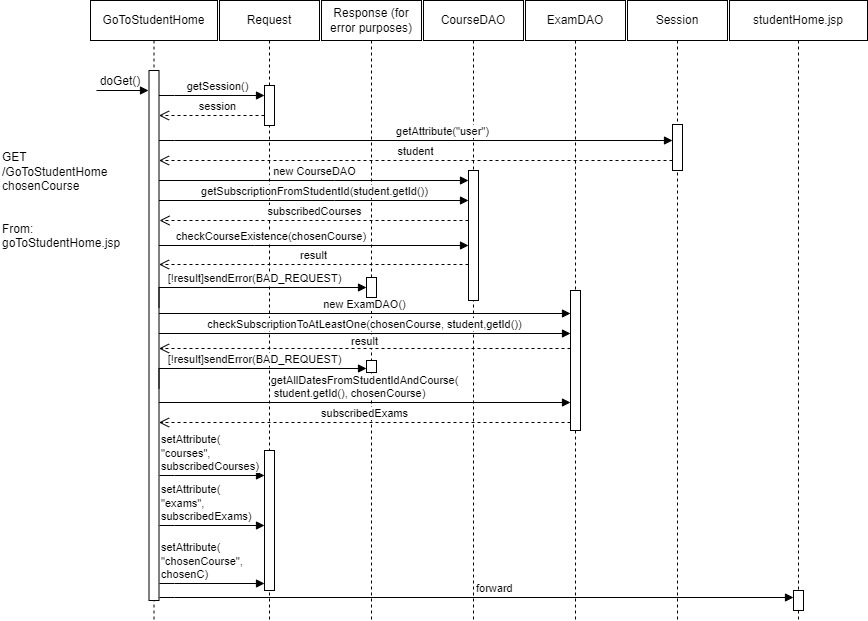 GoToStudentHome
Request
Response (for
error purposes)
CourseDAO
ExamDAO
Session
studentHome.jsp
doGet()
getSession()
session
getAttribute("user")
student
GET
/GoToStudentHome
chosenCourse
From:
goToStudentHome.jsp
new CourseDAO
getSubscriptionFromStudentId(student.getId())
subscribedCourses
checkCourseExistence(chosenCourse)
result
[!result]sendError(BAD_REQUEST)
new ExamDAO()
checkSubscriptionToAtLeastOne(chosenCourse, student,getId())
result
[!result]sendError(BAD_REQUEST)
getAllDatesFromStudentIdAndCourse(
student.getId(), chosenCourse)
subscribedExams
setAttribute(
"courses",
subscribedCourses)
setAttribute(
"exams",
subscribedExams)
setAttribute(
"chosenCourse",
chosenC)
forward